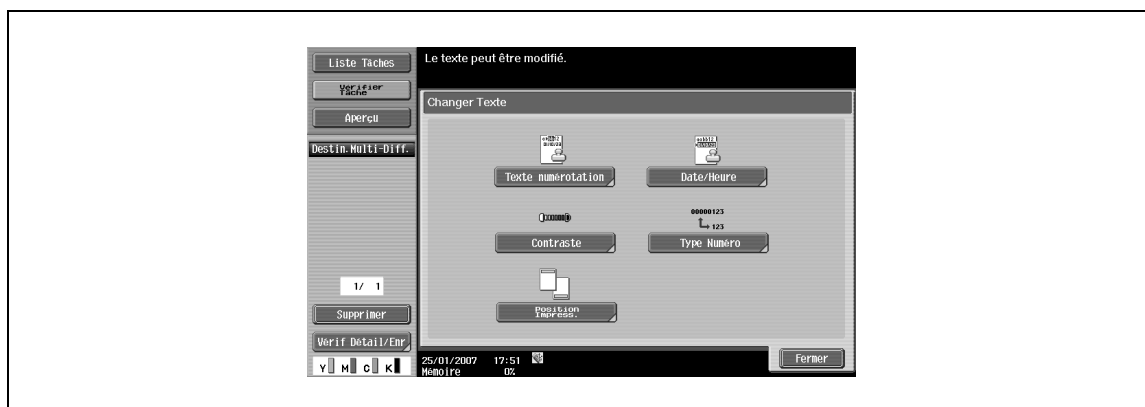 Liste Tâches
Vérifier
Tâche
Aperçu
Destin.Multi-Diff.
1/ 1
Supprimer
Vérif Détail/Enr
Y M C K
Le texte peut être modifié.
Changer Texte
Texte numérotation
Date/Heure
Contraste
00000123
123
Type Numéro
Position
Impress.
25/01/2007 17:51
Mémoire 0%
Fermer